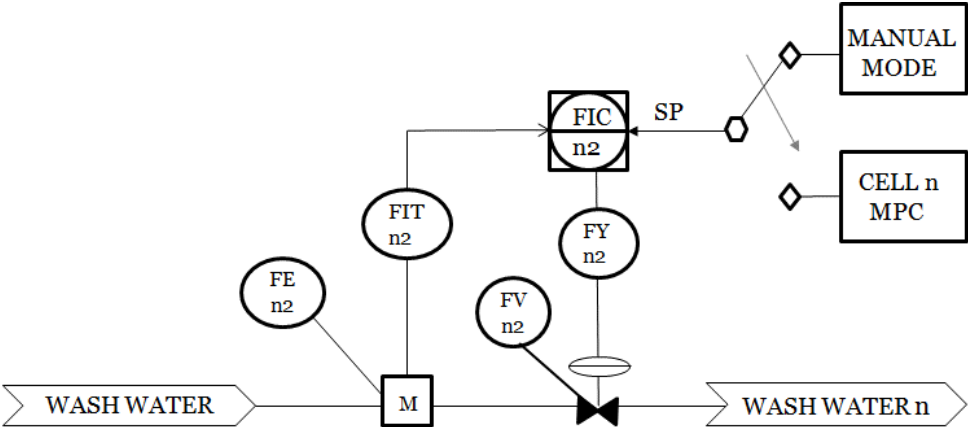 MANUAL
MODE
FIC
n2
SP
CELL n
MPC
FIT
n2
FY
n2
FE
n2
FV
n2
WASH WATER
M
WASH WATER n